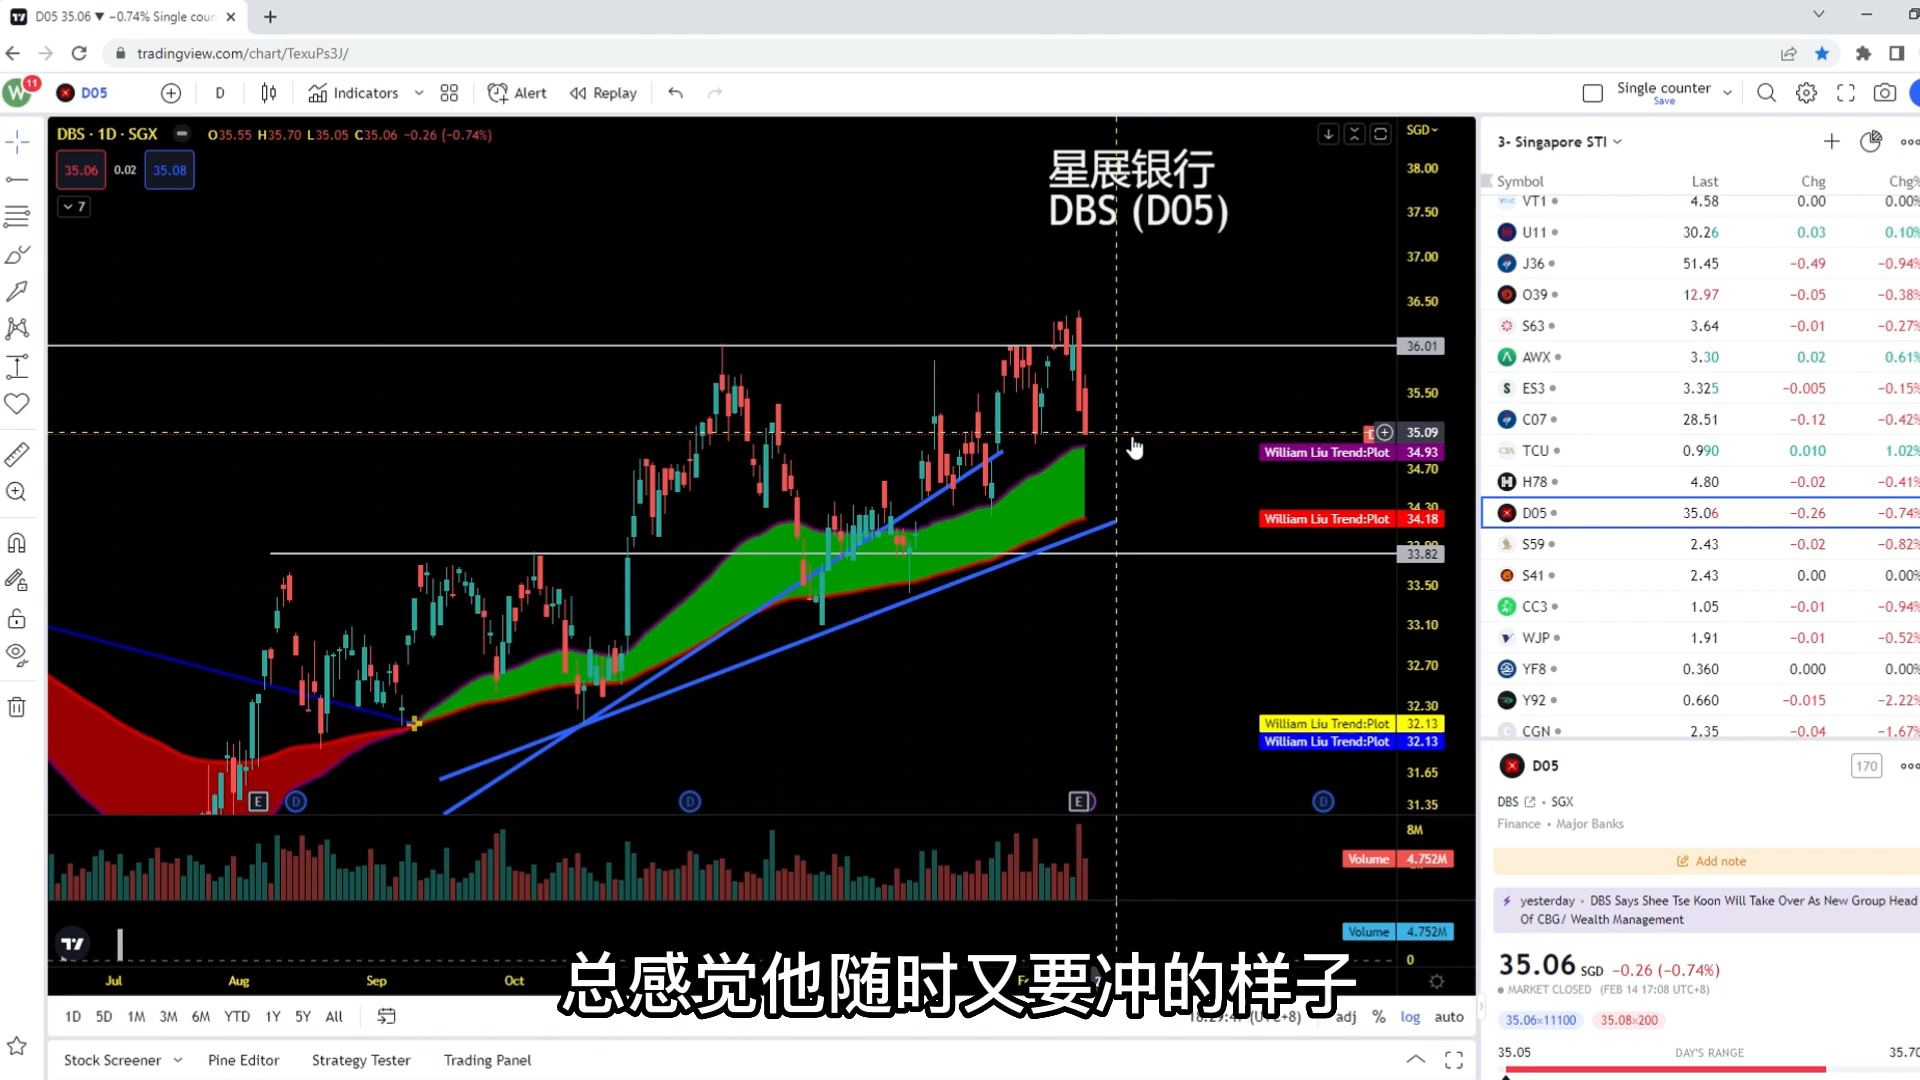 D05 35.06 ▼ −0.74% Single coun
tradingview.com/chart/TexuPs3J/
W 11 D05 D Indicators Alert Replay Single counter
Save
DBS · 1D · SGX O35.55 H35.70 L35.05 C35.06 −0.26 (−0.74%)
35.06 0.02 35.08
7
星展银行
DBS (D05)
SGD
38.00
37.50
37.00
36.50
36.01
35.50
35.09
William Liu Trend:Plot 34.93
34.70
34.30
William Liu Trend:Plot 34.18
33.82
33.50
33.10
32.70
32.30
William Liu Trend:Plot 32.13
William Liu Trend:Plot 32.13
31.65
31.35
E D D E D
8M
Volume 4.752M
Volume 4.752M
0
Jul Aug Sep Oct
总感觉他随时又要冲的样子
1D 5D 1M 3M 6M YTD 1Y 5Y All
(UTC+8) adj % log auto
Stock Screener Pine Editor Strategy Tester Trading Panel
3- Singapore STI
Symbol Last Chg Chg%
VT1 4.58 0.00 0.00%
U11 30.26 0.03 0.10%
J36 51.45 −0.49 −0.94%
O39 12.97 −0.05 −0.38%
S63 3.64 −0.01 −0.27%
AWX 3.30 0.02 0.61%
ES3 3.325 −0.005 −0.15%
C07 28.51 −0.12 −0.42%
TCU 0.990 0.010 1.02%
H78 4.80 −0.02 −0.41%
D05 35.06 −0.26 −0.74%
S59 2.43 −0.02 −0.82%
S41 2.43 0.00 0.00%
CC3 1.05 −0.01 −0.94%
WJP 1.91 −0.01 −0.52%
YF8 0.360 0.000 0.00%
Y92 0.660 −0.015 −2.22%
CGN 2.35 −0.04 −1.67%
D05 170
DBS • SGX
Finance • Major Banks
Add note
yesterday • DBS Says Shee Tse Koon Will Take Over As New Group Head
Of CBG/ Wealth Management
35.06 SGD −0.26 (−0.74%)
MARKET CLOSED (FEB 14 17:08 UTC+8)
35.06×11100 35.08×200
35.05 DAY'S RANGE 35.70